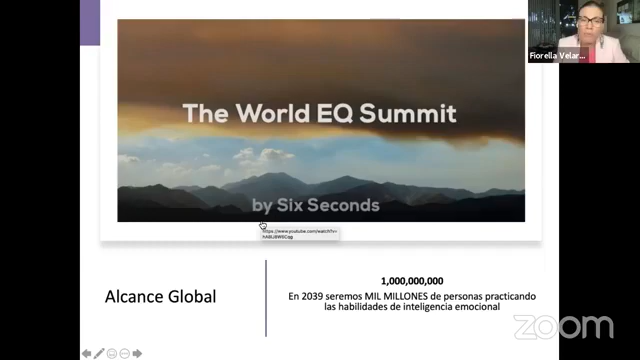 The World EQ Summit
by Six Seconds
Fiorella Velar...
Alcance Global
1,000,000,000
En 2039 seremos MIL MILLONES de personas practicando
las habilidades de inteligencia emocional
zoom